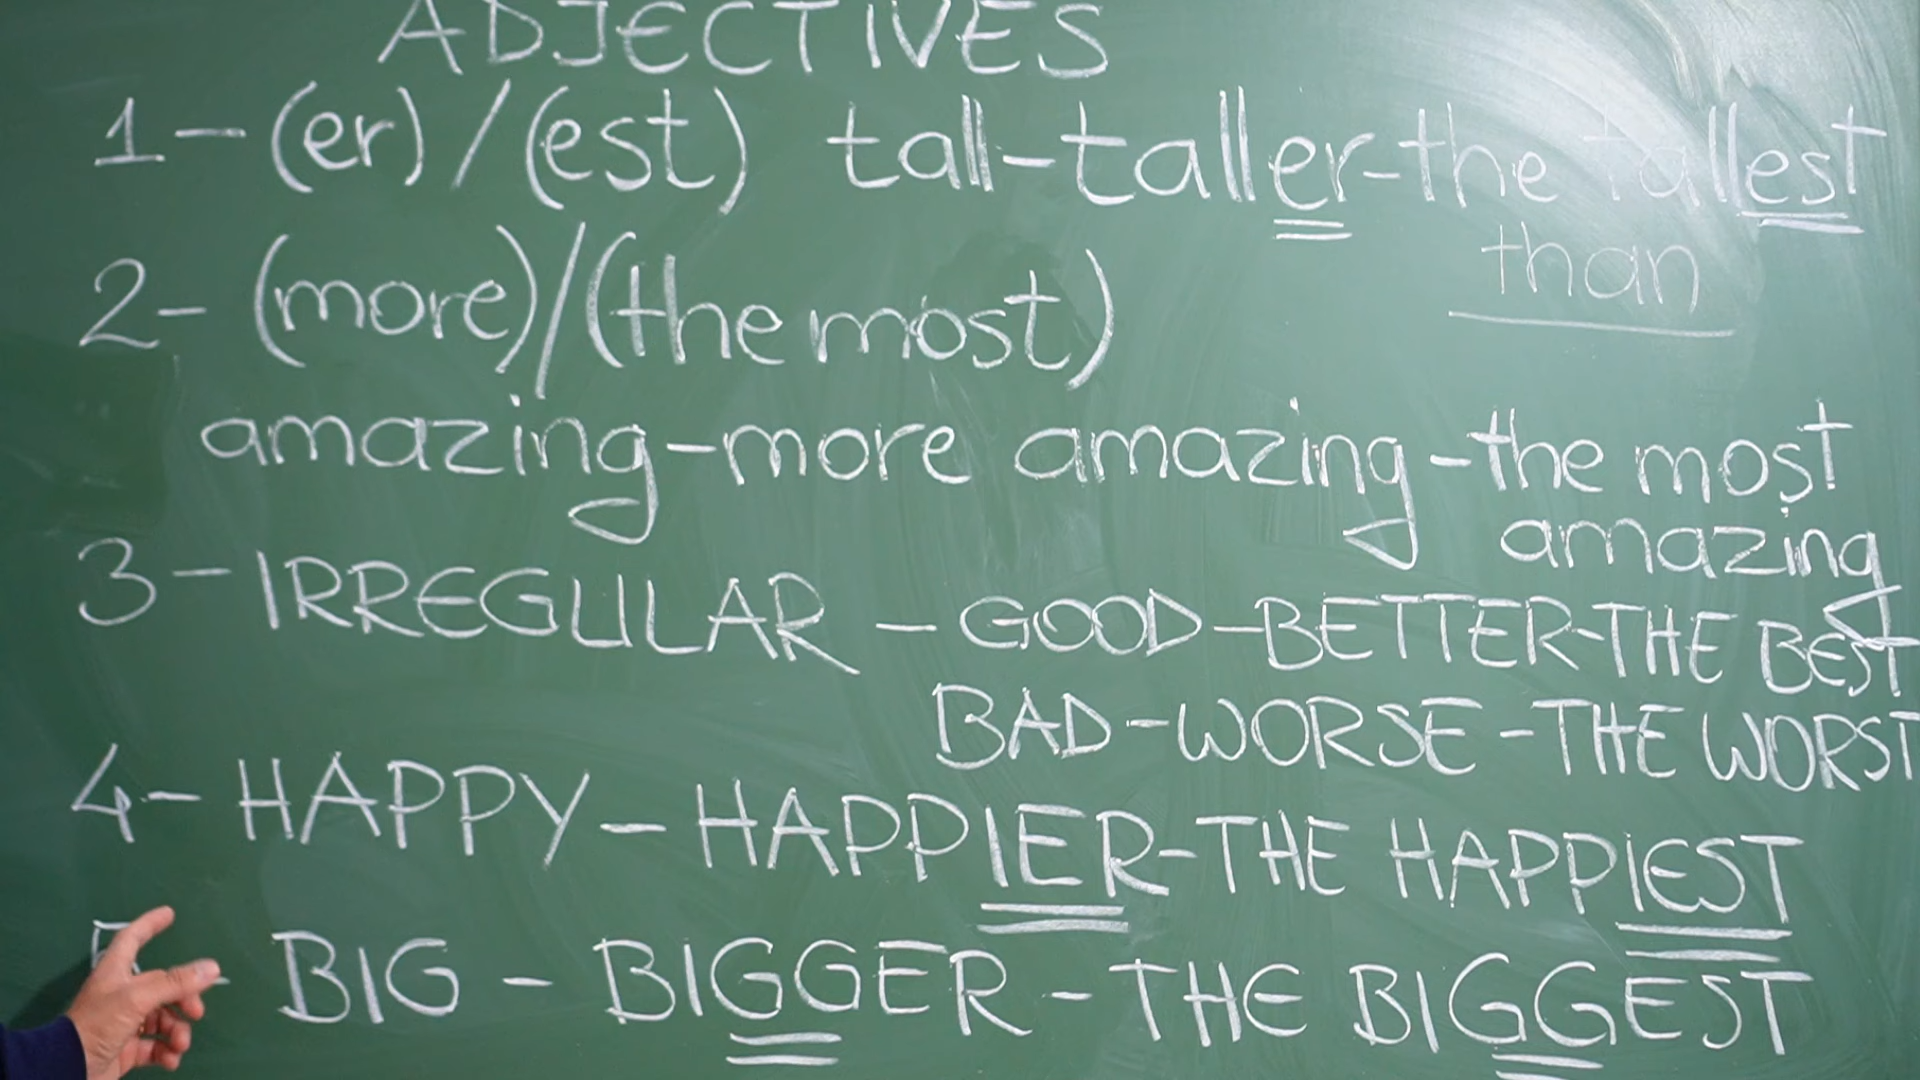 ADJECTIVES
1-(er)/(est) tall-taller-the tallest
than
2- (more)/(the most)
amazing-more amazing-the most
amazing
3-IRREGULAR - GOOD-BETTER-THE BEST
BAD-WORSE-THE WORST
4-HAPPY-HAPPIER-THE HAPPIEST
- BIG - BIGGER - THE BIGGEST